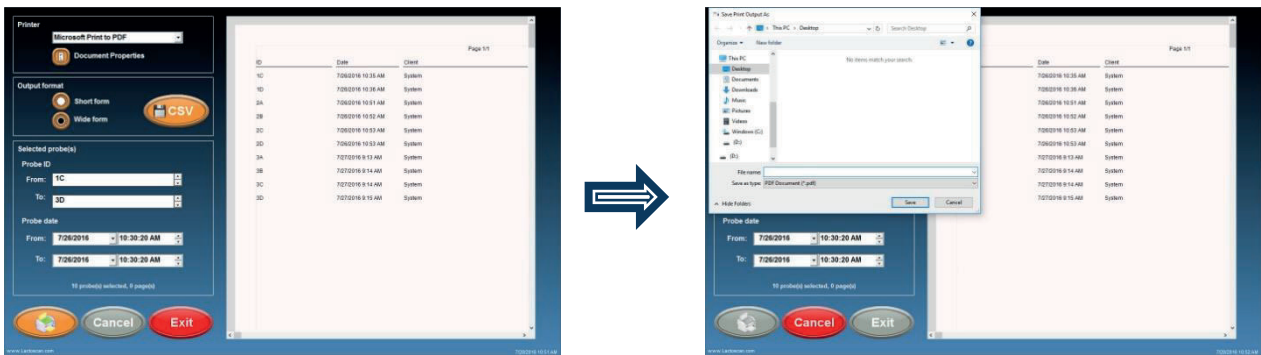 Printer
Microsoft Print to PDF
Document Properties
Output format
Short form
Wide form
CSV
Selected probe(s)
Probe ID
From: 1C
To: 3D
Probe date
From: 7/26/2016 10:30:20 AM
To: 7/26/2016 10:30:20 AM
10 probe(s) selected, 0 page(s)
Cancel
Exit
Page 1/1
ID Date Client
1C 7/26/2016 10:35 AM System
1D 7/26/2016 10:36 AM System
2A 7/26/2016 10:51 AM System
2B 7/26/2016 10:52 AM System
2C 7/26/2016 10:53 AM System
2D 7/26/2016 10:53 AM System
3A 7/27/2016 9:13 AM System
3B 7/27/2016 9:14 AM System
3C 7/27/2016 9:14 AM System
3D 7/27/2016 9:15 AM System
Save Print Output As
This PC Desktop
Search Desktop
Organize New folder
This PC
Desktop
Documents
Downloads
Music
Pictures
Videos
Windows (C:)
(D:)
(D:)
No items match your search.
File name:
Save as type: PDF Document (*.pdf)
Hide Folders
Save
Cancel
Page 1/1
Date Client
7/26/2016 10:35 AM System
7/26/2016 10:36 AM System
7/26/2016 10:51 AM System
7/26/2016 10:52 AM System
7/26/2016 10:53 AM System
7/26/2016 10:53 AM System
7/27/2016 9:13 AM System
7/27/2016 9:14 AM System
7/27/2016 9:14 AM System
7/27/2016 9:15 AM System
Probe date
From: 7/26/2016 10:30:20 AM
To: 7/26/2016 10:30:20 AM
10 probe(s) selected, 0 page(s)
Cancel
Exit